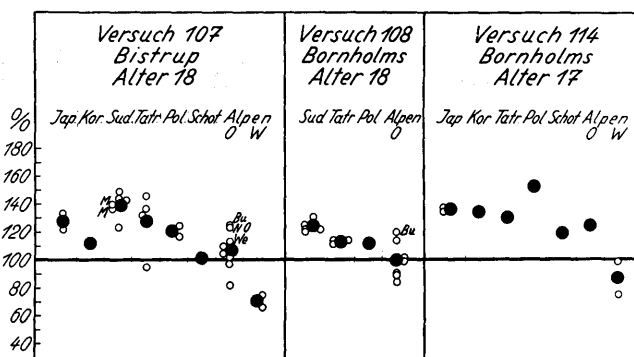 Versuch 107
Bistrup
Alter 18
Versuch 108
Bornholms
Alter 18
Versuch 114
Bornholms
Alter 17
% Jap. Kor. Sud. Tatr. Pol. Schot Alpen
O W
Sud Tatr Pol Alpen
O
Jap Kor Tatr Pol Schot Alpen
O W
180
160
140
120
100
80
60
40
M
M
Bu
N O
We
Bu